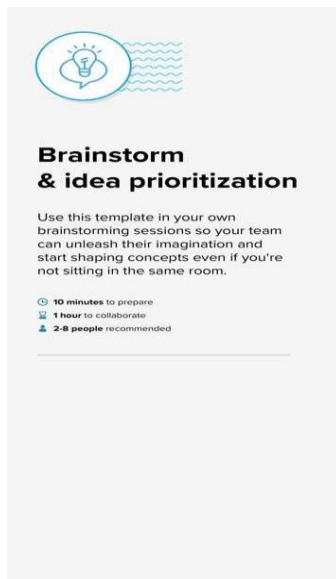 Brainstorm
& idea prioritization
Use this template in your own
brainstorming sessions so your team
can unleash their imagination and
start shaping concepts even if you're
not sitting in the same room.
10 minutes to prepare
1 hour to collaborate
2-8 people recommended